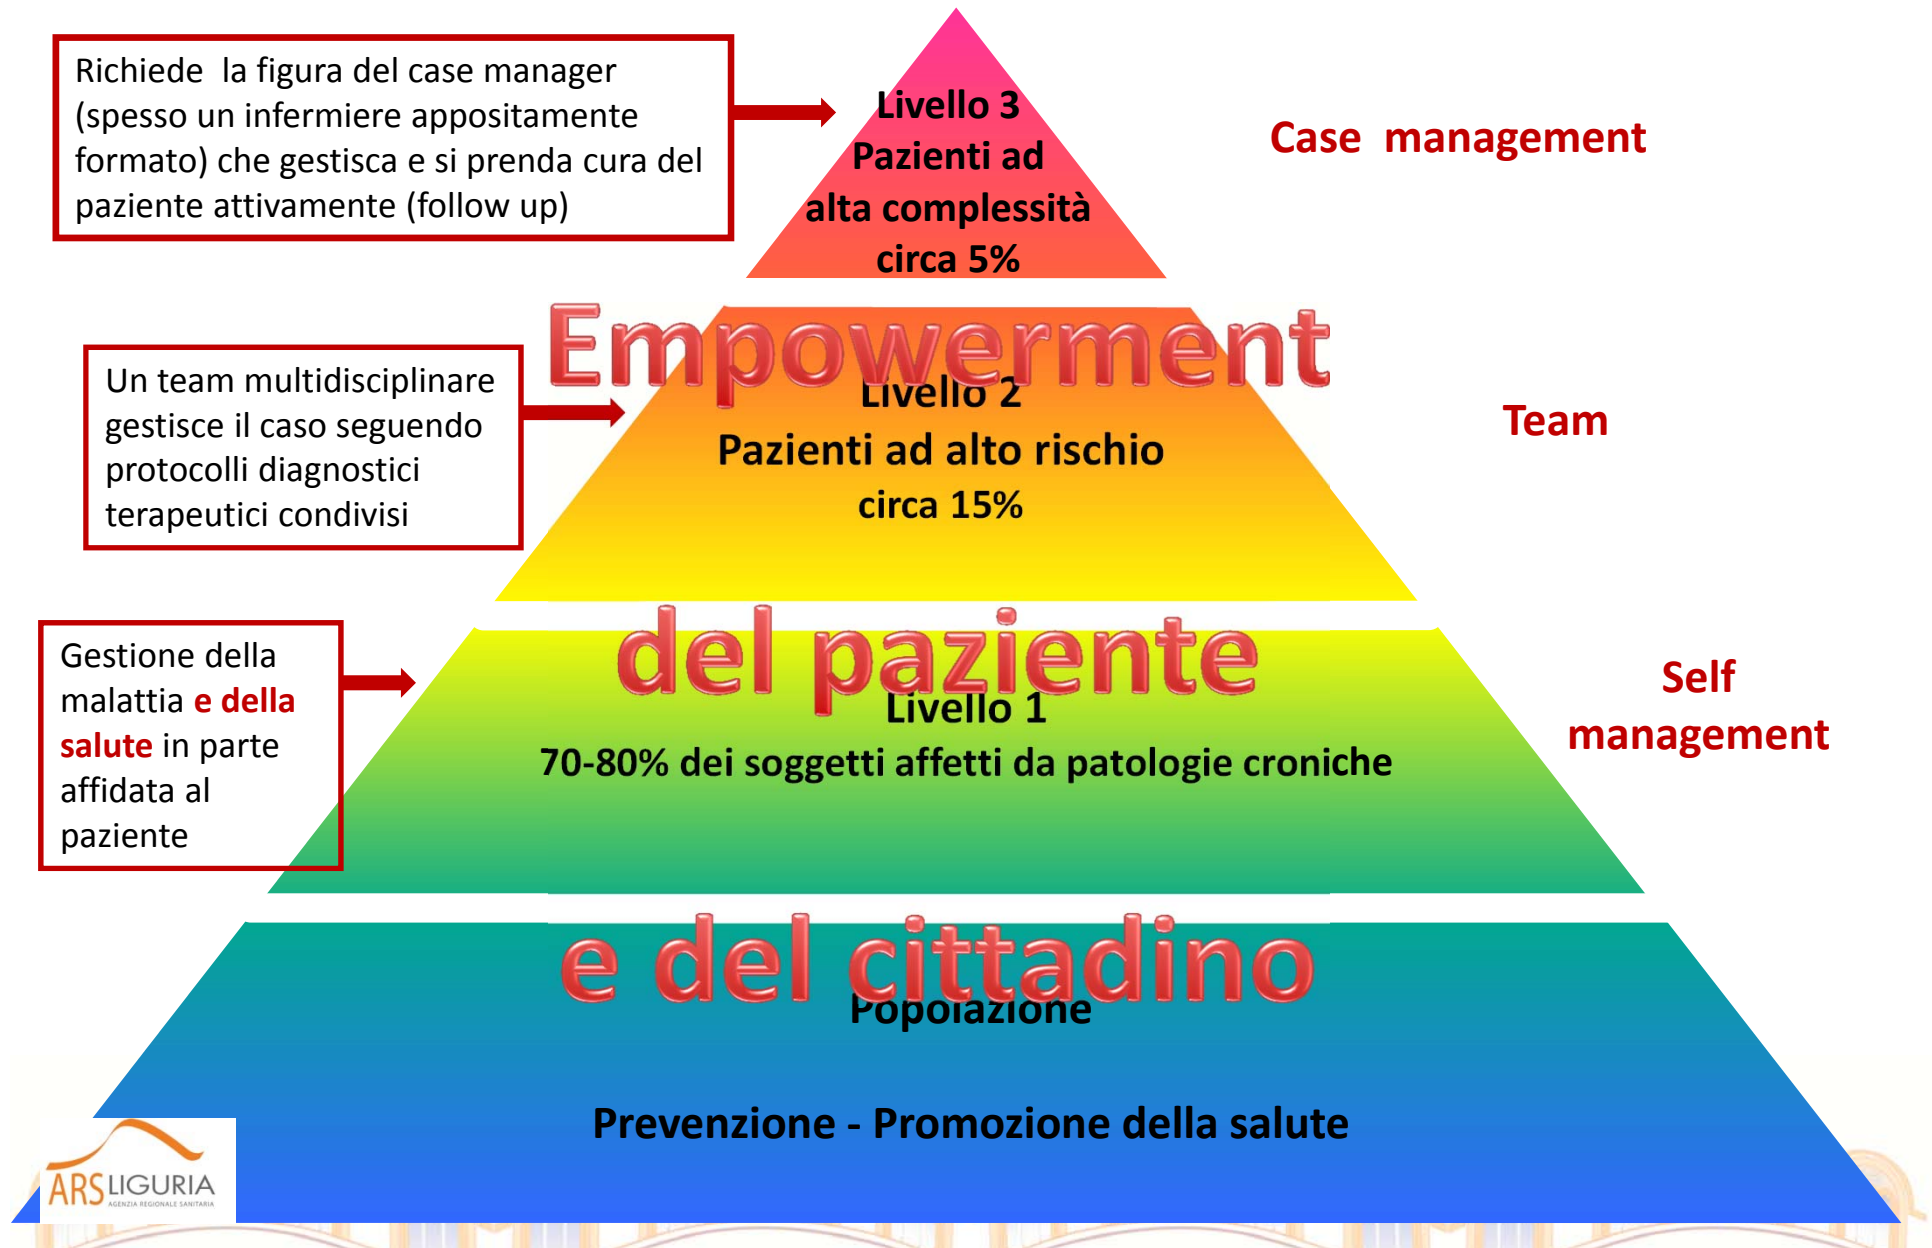 Richiede la figura del case manager
(spesso un infermiere appositamente
formato) che gestisca e si prenda cura del
paziente attivamente (follow up)
Livello 3
Pazienti ad
alta complessità
circa 5%
Case management
Empowerment
Un team multidisciplinare
gestisce il caso seguendo
protocolli diagnostici
terapeutici condivisi
Livello 2
Pazienti ad alto rischio
circa 15%
Team
del paziente
Gestione della
malattia e della
salute in parte
affidata al
paziente
Livello 1
70-80% dei soggetti affetti da patologie croniche
Self
management
e del cittadino
Popolazione
Prevenzione - Promozione della salute
ARS LIGURIA
AGENZIA REGIONALE SANITARIA